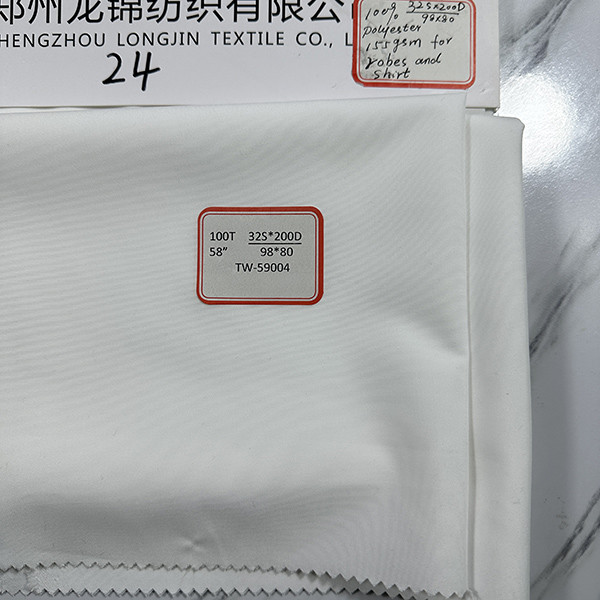 郑州龙锦纺织有限公
HENGZHOU LONGJIN TEXTILE CO., L
24
100% 32S×200D
98×80
polyester
155gsm for
robes and
shirt
100T 32S*200D
58" 98*80
TW-59004